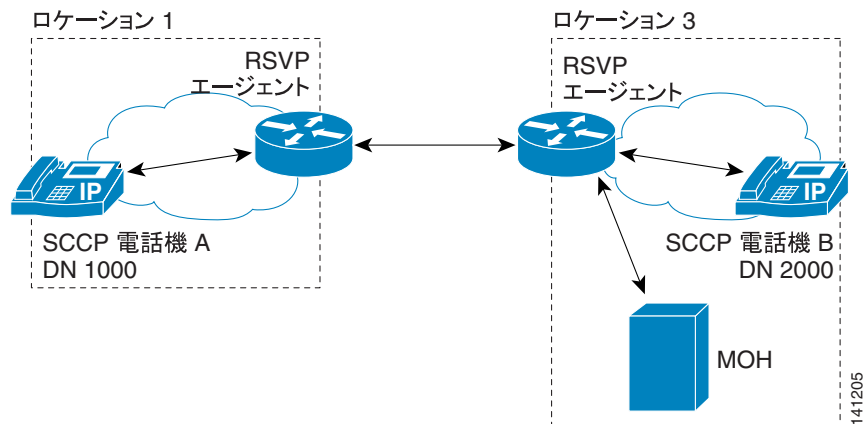 ロケーション 1
ロケーション 3
RSVP
エージェント
RSVP
エージェント
IP
IP
SCCP 電話機 A
DN 1000
SCCP 電話機 B
DN 2000
MOH
141205